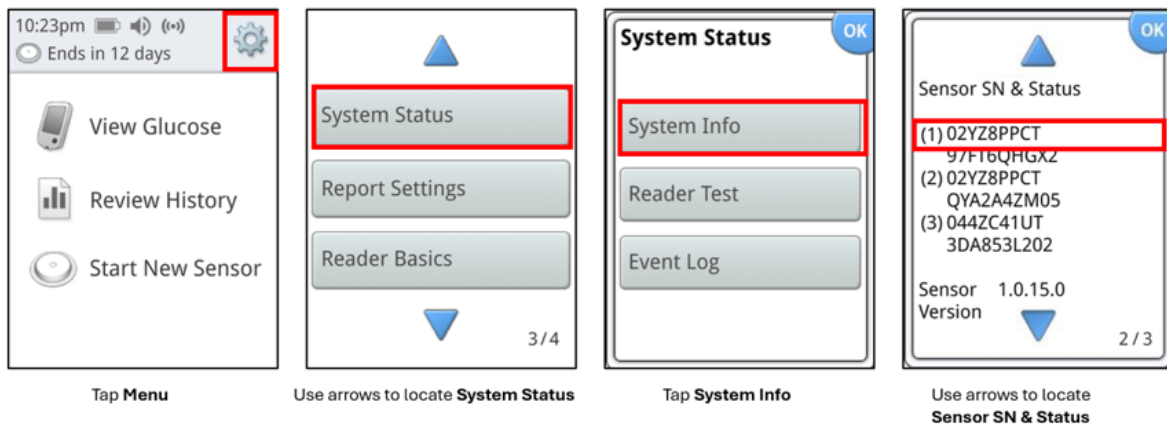 10:23pm
Ends in 12 days
View Glucose
Review History
Start New Sensor
Tap Menu
System Status
Report Settings
Reader Basics
3/4
Use arrows to locate System Status
System Status
OK
System Info
Reader Test
Event Log
Tap System Info
OK
Sensor SN & Status
(1) 02YZ8PPCT
97FT6QHGX2
(2) 02YZ8PPCT
QYA2A4ZM05
(3) 044ZC41UT
3DA853L202
Sensor 1.0.15.0
Version
2/3
Use arrows to locate
Sensor SN & Status